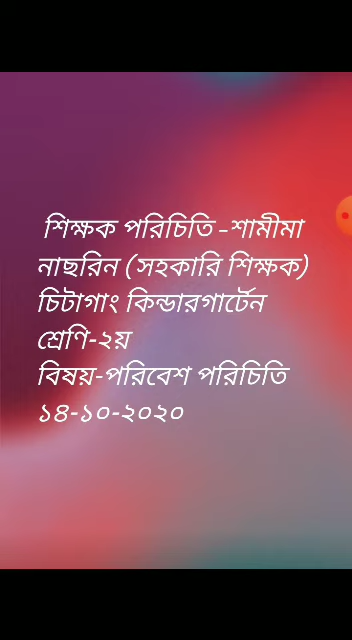 শিক্ষক পরিচিতি -শামীমা
নাছরিন (সহকারি শিক্ষক)
চিটাগাং কিন্ডারগার্টেন
শ্রেণি-২য়
বিষয়-পরিবেশ পরিচিতি
১৪-১০-২০২০